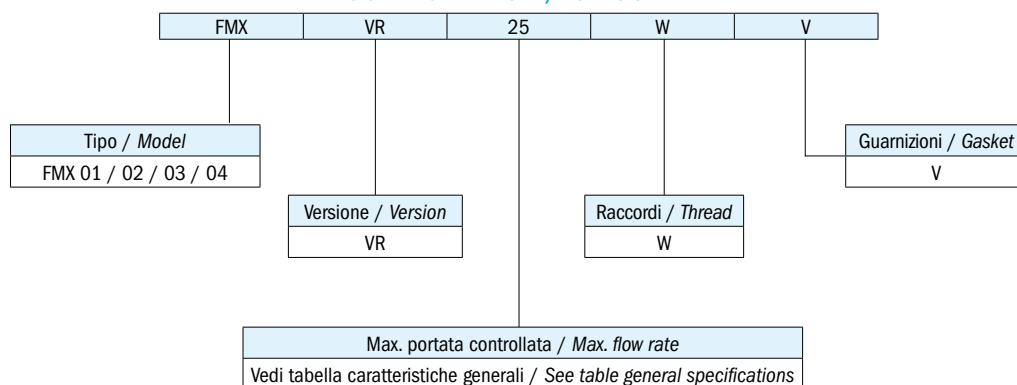 FMX VR 25 W V
Tipo / Model
FMX 01 / 02 / 03 / 04
Guarnizioni / Gasket
V
Versione / Version
VR
Raccordi / Thread
W
Max. portata controllata / Max. flow rate
Vedi tabella caratteristiche generali / See table general specifications